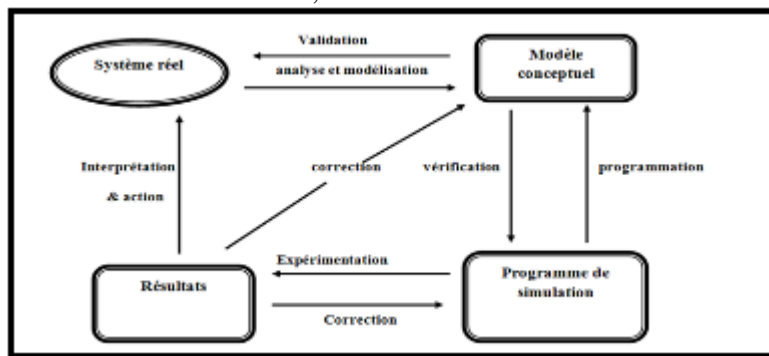 Validation
Système réel
analyse et modélisation
Modèle
conceptuel
Interprétation
& action
correction
vérification
programmation
Résultats
Expérimentation
Correction
Programme de
simulation